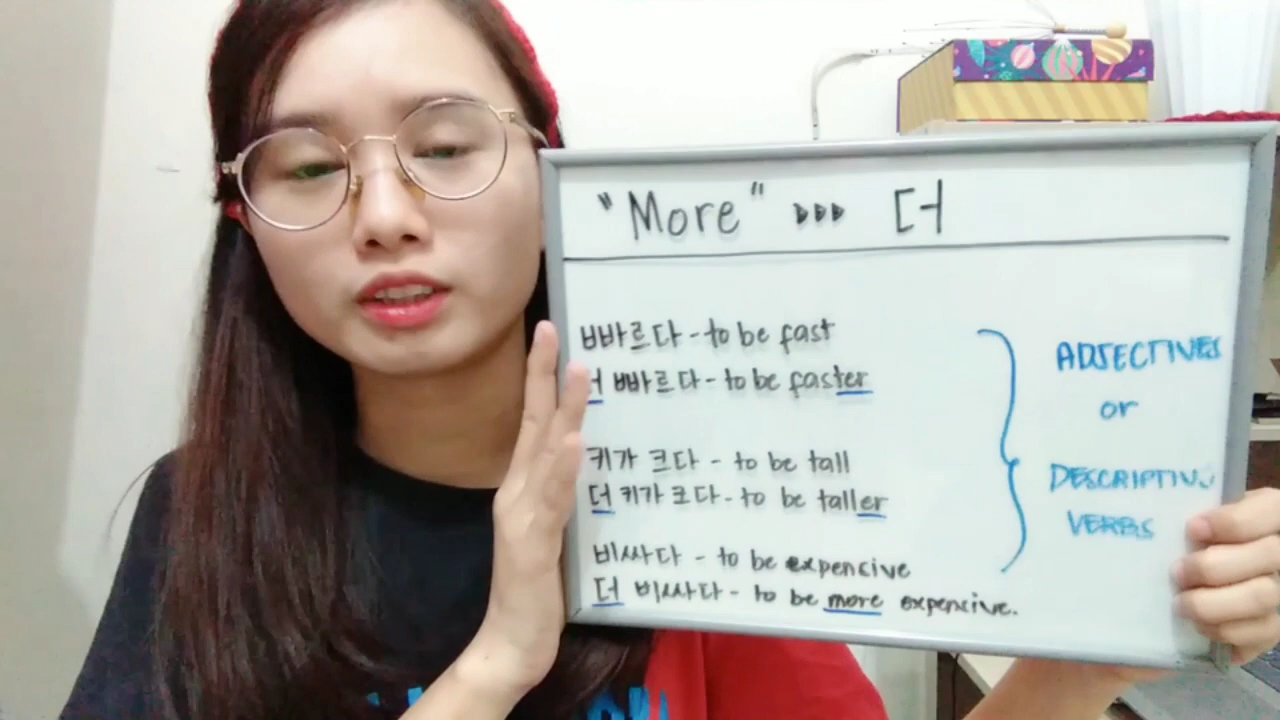 "More" ▷▷▷ 더
빠르다 - to be fast
더 빠르다 - to be faster
키가 크다 - to be tall
더 키가 크다 - to be taller
비싸다 - to be expencive
더 비싸다 - to be more expencive.
ADJECTIVES
or
DESCRIPTIVE
VERBS